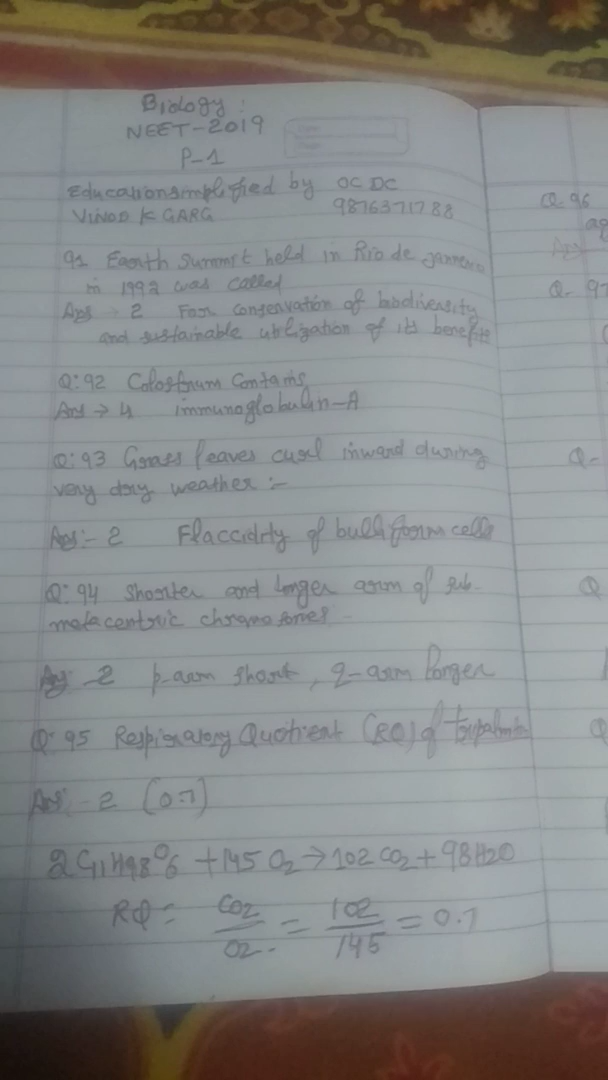 Biology:
NEET-2019
P-1
Educationsimplified by OCDC
VINOD K GARG 9876371788
91 Earth Summit held in Rio de
in 1992 was called
Ans → 2 For conservation of biodiversity
and sustainable utilization of its benefits
Q:92 Colostrum Contains
Ans → 4 immunoglobulin-A
Q:93 Grass leaves curl inward during
very dry weather :-
Ans:- 2 Flaccidity of bulliform cells
Q:94 Shorter and longer arm of sub
metacentric chromosomes
Ans -2 p-arm short, q-arm longer
Q:95 Respiratory Quotient (RQ) of
Ans:-2 (0.7)
2C51H98O6 + 145 O2 → 102 CO2 + 98H2O
RQ = CO2/O2 = 102/145 = 0.7
Q 96
Q. 97
Q-
Q
Q